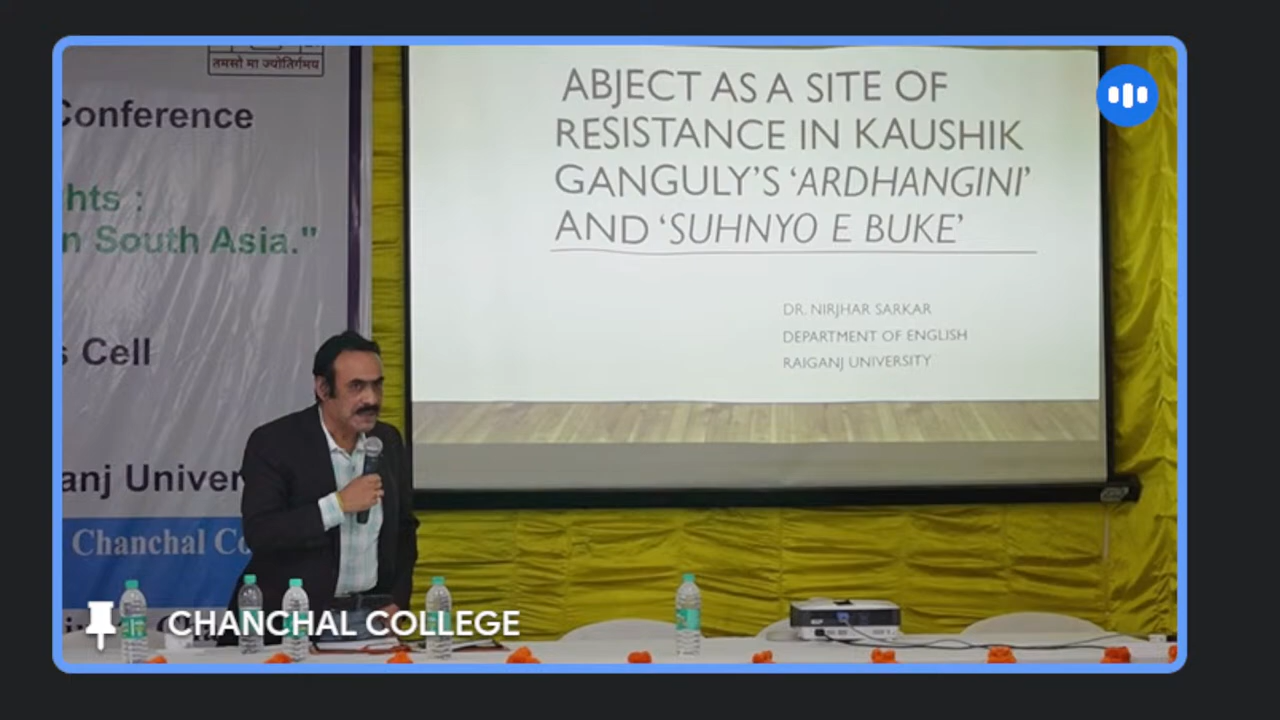 तमसो मा ज्योतिर्गमय
Conference
hts :
n South Asia."
s Cell
anj Univer
Chanchal Co
ABJECT AS A SITE OF
RESISTANCE IN KAUSHIK
GANGULY'S 'ARDHANGINI'
AND 'SUHNYO E BUKE'
DR. NIRJHAR SARKAR
DEPARTMENT OF ENGLISH
RAIGANJ UNIVERSITY
CHANCHAL COLLEGE